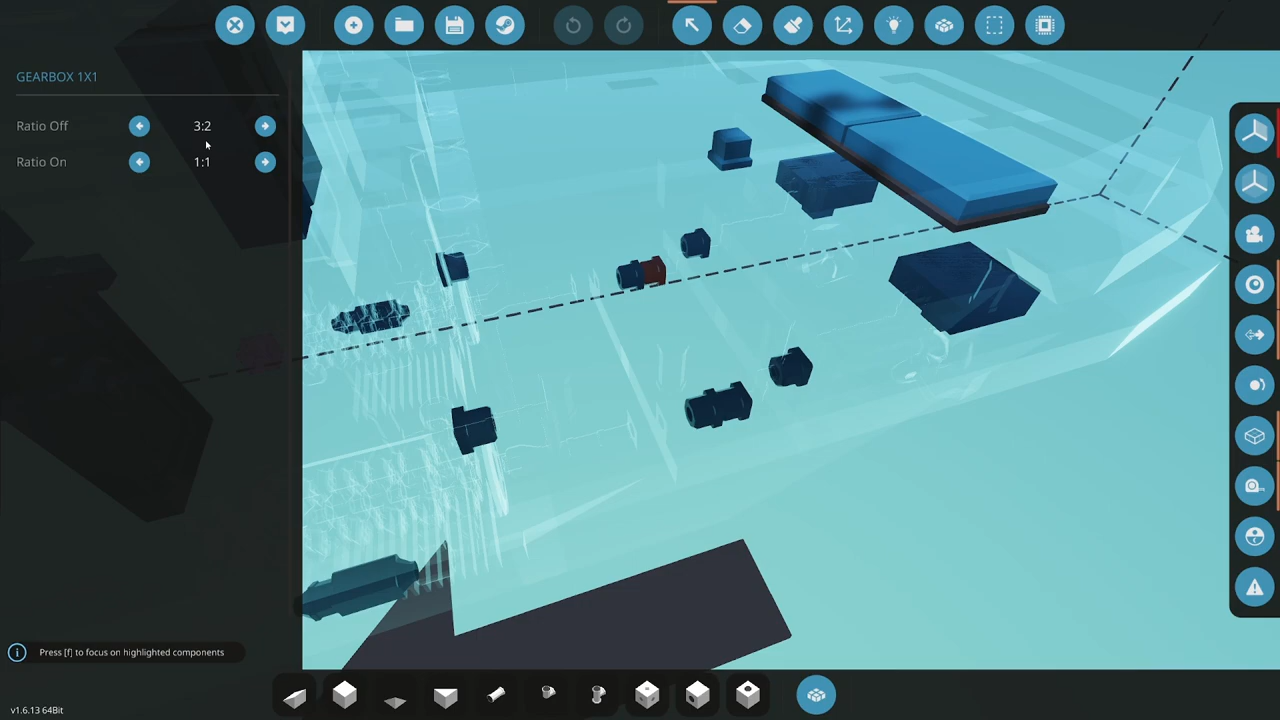 GEARBOX 1X1
Ratio Off 3:2
Ratio On 1:1
Press [f] to focus on highlighted components
v1.6.13 64Bit